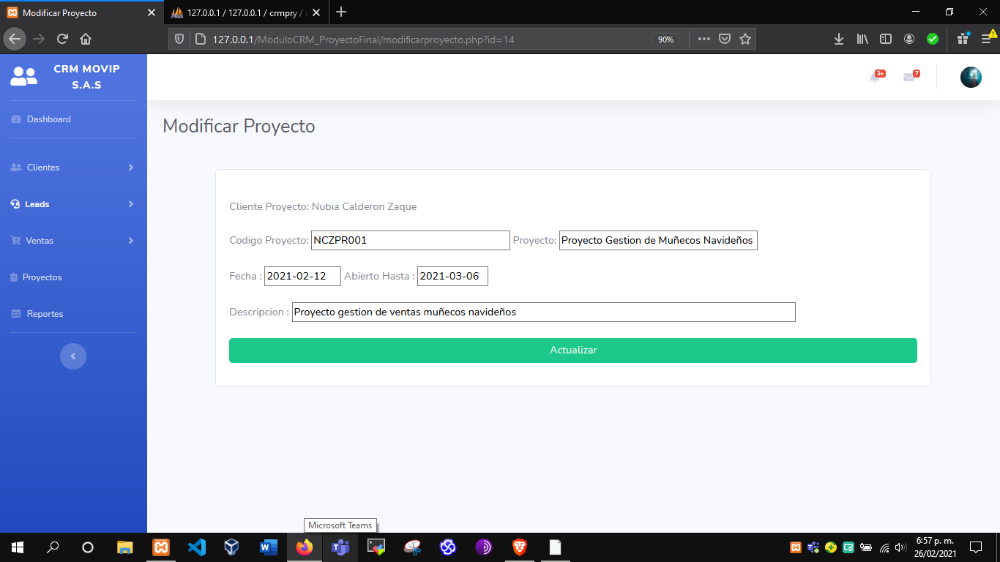 Modificar Proyecto
127.0.0.1 / 127.0.0.1 / crmpry /
127.0.0.1/ModuloCRM_ProyectoFinal/modificarproyecto.php?id=14
90%
CRM MOVIP
S.A.S
3+
7
Dashboard
Modificar Proyecto
Clientes
Leads
Ventas
Proyectos
Reportes
Cliente Proyecto: Nubia Calderon Zaque
Codigo Proyecto: NCZPR001 Proyecto: Proyecto Gestion de Muñecos Navideños
Fecha : 2021-02-12 Abierto Hasta : 2021-03-06
Descripcion : Proyecto gestion de ventas muñecos navideños
Actualizar
Microsoft Teams
6:57 p. m.
26/02/2021